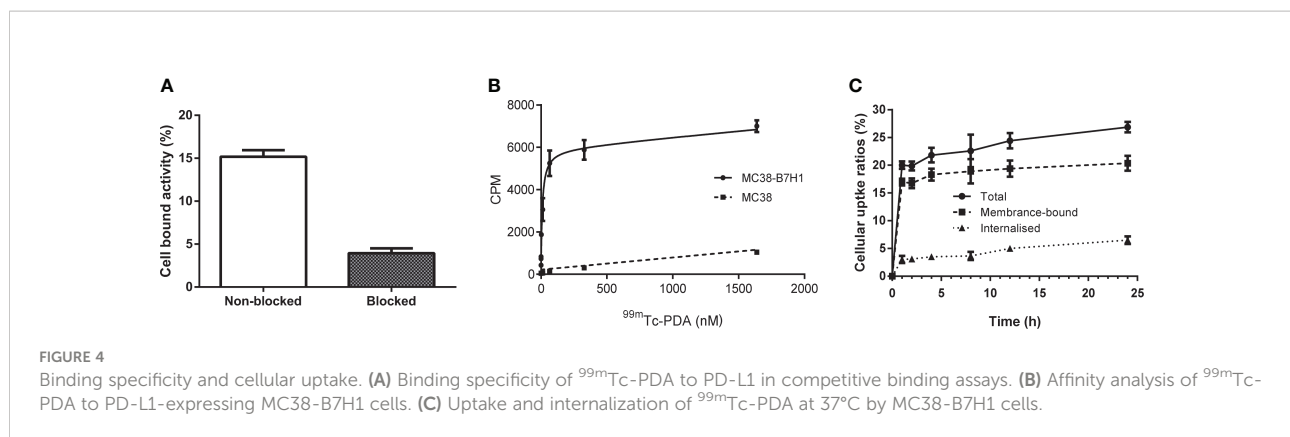 A
Cell bound activity (%)
20
15
10
5
0
Non-blocked
Blocked
B
CPM
8000
6000
4000
2000
0
0
500
1000
1500
2000
99mTc-PDA (nM)
MC38-B7H1
MC38
C
Cellular uptke ratios (%)
30
25
20
15
10
5
0
0
5
10
15
20
25
Time (h)
Total
Membrance-bound
Internalised
FIGURE 4
Binding specificity and cellular uptake. (A) Binding specificity of 99mTc-PDA to PD-L1 in competitive binding assays. (B) Affinity analysis of 99mTc-
PDA to PD-L1-expressing MC38-B7H1 cells. (C) Uptake and internalization of 99mTc-PDA at 37°C by MC38-B7H1 cells.